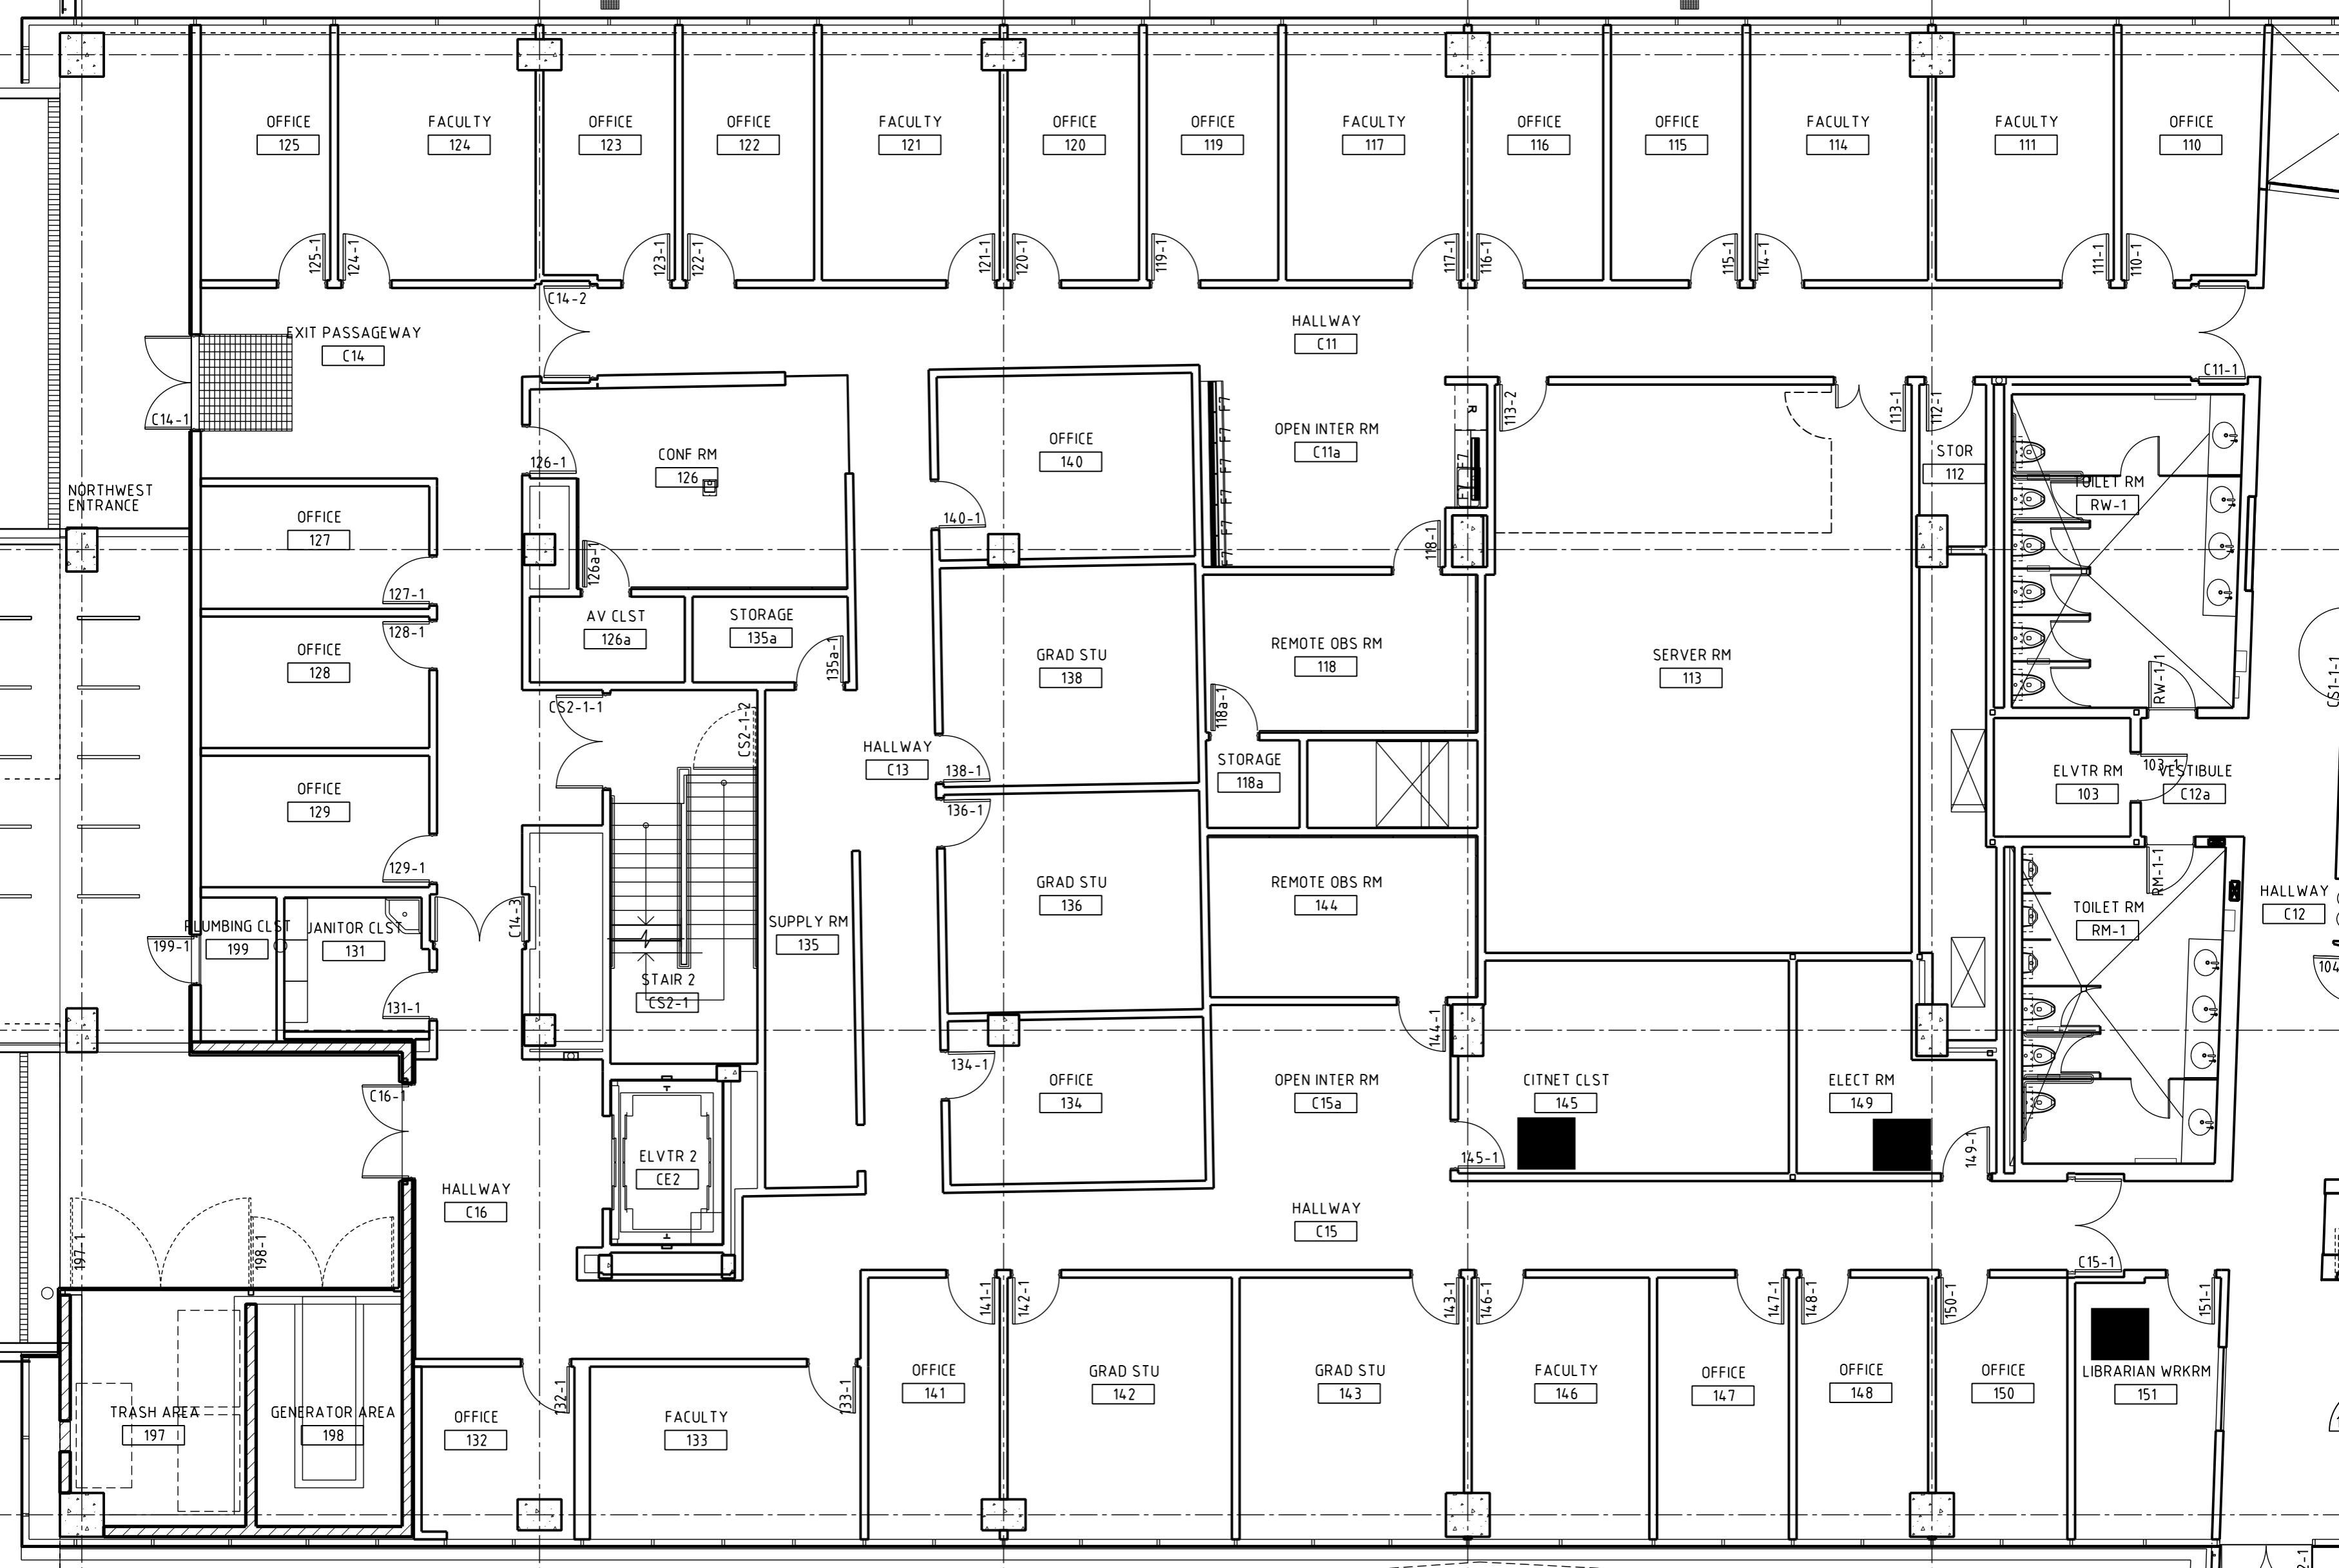 OFFICE
125
FACULTY
124
OFFICE
123
OFFICE
122
FACULTY
121
OFFICE
120
OFFICE
119
FACULTY
117
OFFICE
116
OFFICE
115
FACULTY
114
FACULTY
111
OFFICE
110
125-1
124-1
123-1
122-1
121-1
120-1
119-1
117-1
116-1
115-1
114-1
111-1
110-1
C14-2
EXIT PASSAGEWAY
C14
C14-1
HALLWAY
C11
C11-1
NORTHWEST
ENTRANCE
OFFICE
127
127-1
128-1
OFFICE
128
OFFICE
129
129-1
126-1
CONF RM
126
126a-1
AV CLST
126a
STORAGE
135a
135a-1
OFFICE
140
140-1
OPEN INTER RM
C11a
F7
F7
F7
F7
F7
F7
R
F7
F7
118-1
113-2
113-1
112-1
STOR
112
TOILET RM
RW-1
RW-1-1
GRAD STU
138
138-1
REMOTE OBS RM
118
118a-1
STORAGE
118a
SERVER RM
113
CS2-1-1
CS2-1-2
HALLWAY
C13
136-1
GRAD STU
136
REMOTE OBS RM
144
144-1
ELVTR RM
103
103-1
VESTIBULE
C12a
CS1-1-1
PLUMBING CLST
199
199-1
JANITOR CLST
131
131-1
C14-3
STAIR 2
CS2-1
SUPPLY RM
135
RM-1-1
TOILET RM
RM-1
HALLWAY
C12
104
C16-1
134-1
OFFICE
134
OPEN INTER RM
C15a
CITNET CLST
145
145-1
ELECT RM
149
149-1
HALLWAY
C16
ELVTR 2
CE2
HALLWAY
C15
C15-1
197-1
198-1
TRASH AREA
197
GENERATOR AREA
198
OFFICE
132
132-1
FACULTY
133
133-1
141-1
142-1
143-1
146-1
147-1
148-1
150-1
151-1
OFFICE
141
GRAD STU
142
GRAD STU
143
FACULTY
146
OFFICE
147
OFFICE
148
OFFICE
150
LIBRARIAN WRKRM
151